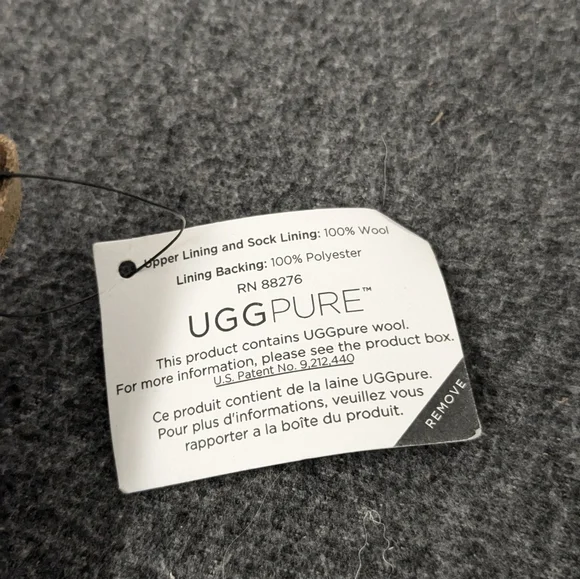 Upper Lining and Sock Lining: 100% Wool
Lining Backing: 100% Polyester
RN 88276
UGGPURE™
This product contains UGGpure wool.
For more information, please see the product box.
U.S. Patent No. 9,212,440
Ce produit contient de la laine UGGpure.
Pour plus d'informations, veuillez vous
rapporter a la boîte du produit.
REMOVE